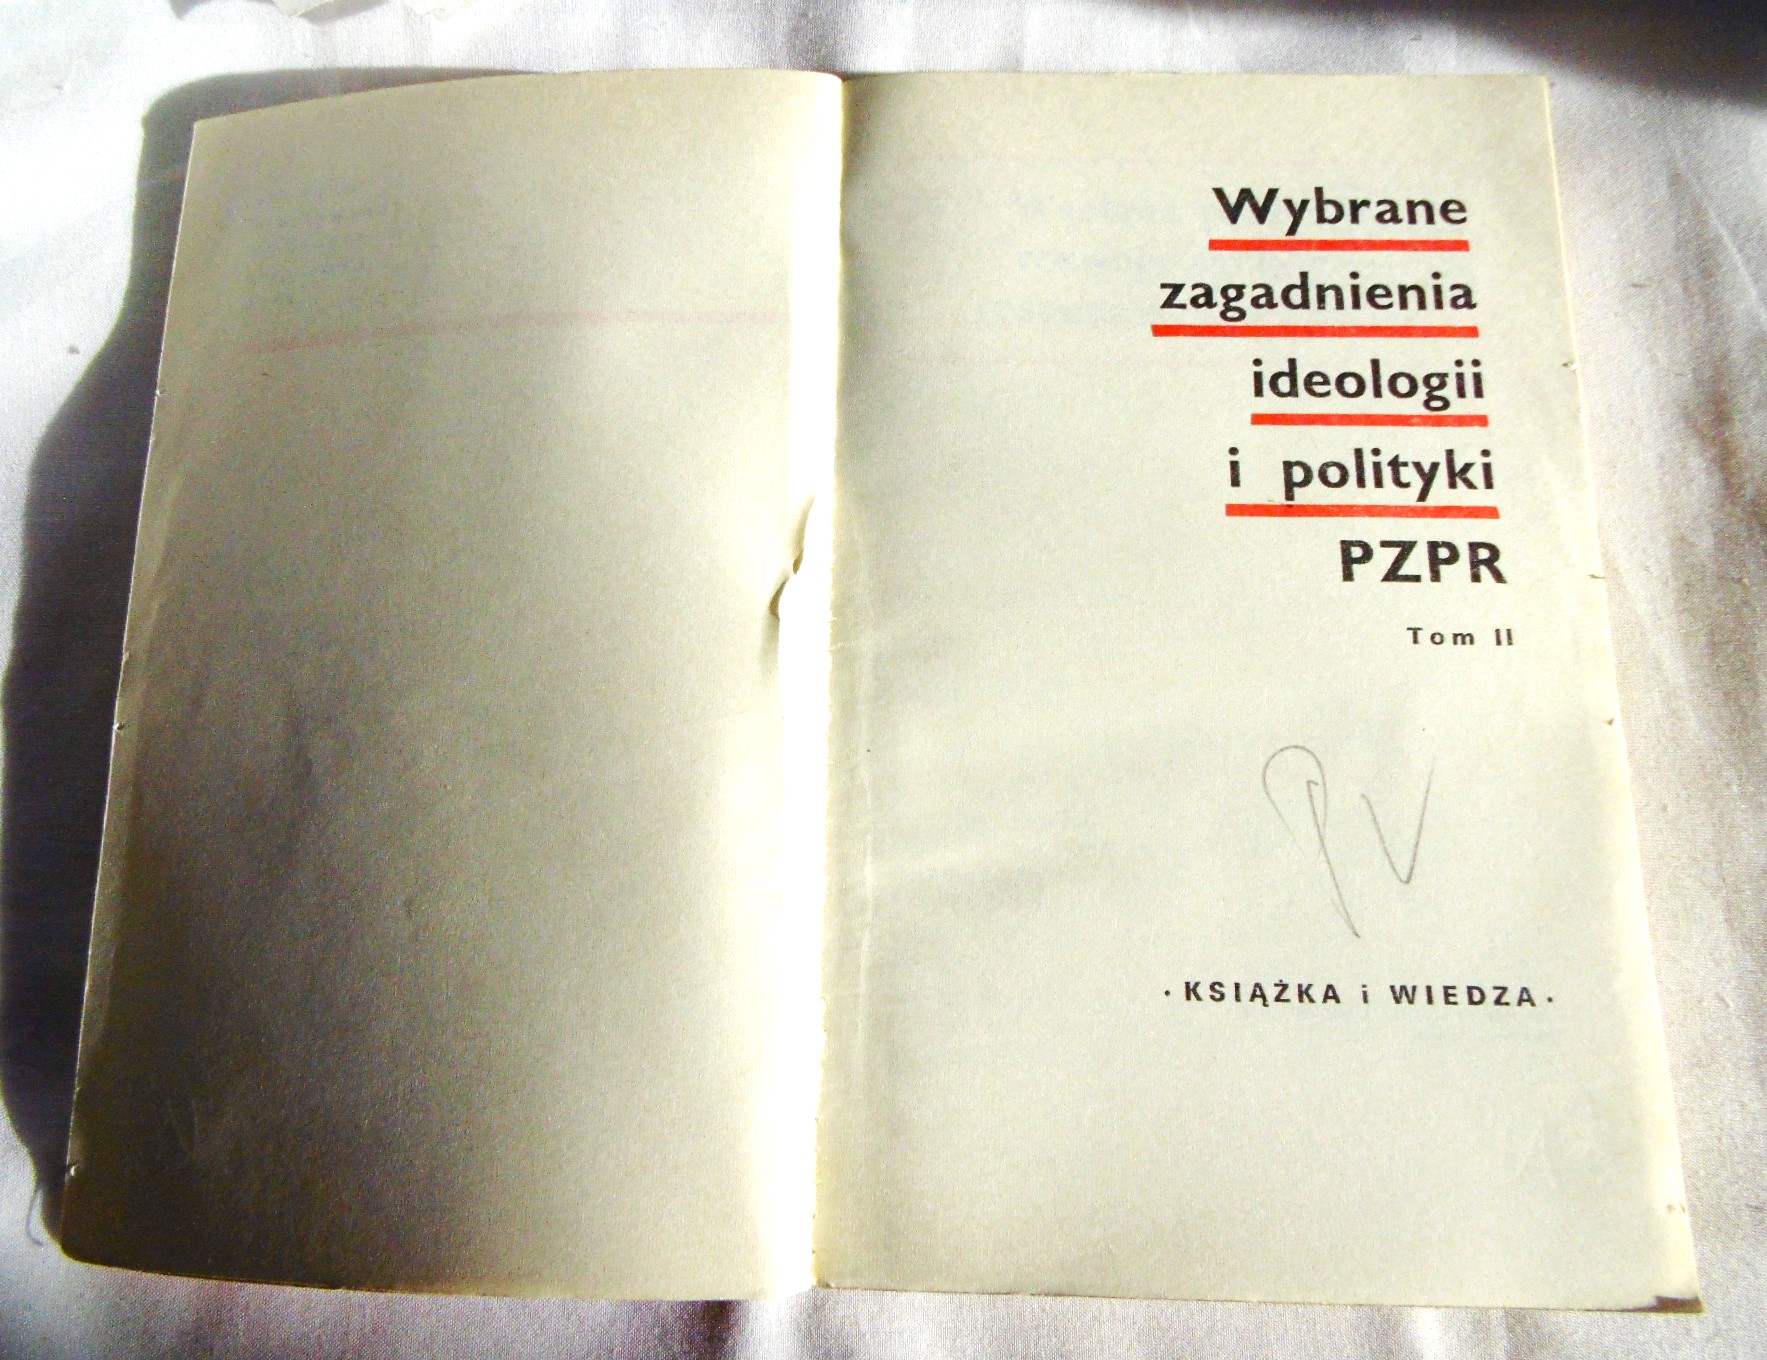 Wybrane
zagadnienia
ideologii
i polityki
PZPR
Tom II
· KSIĄŻKA i WIEDZA ·